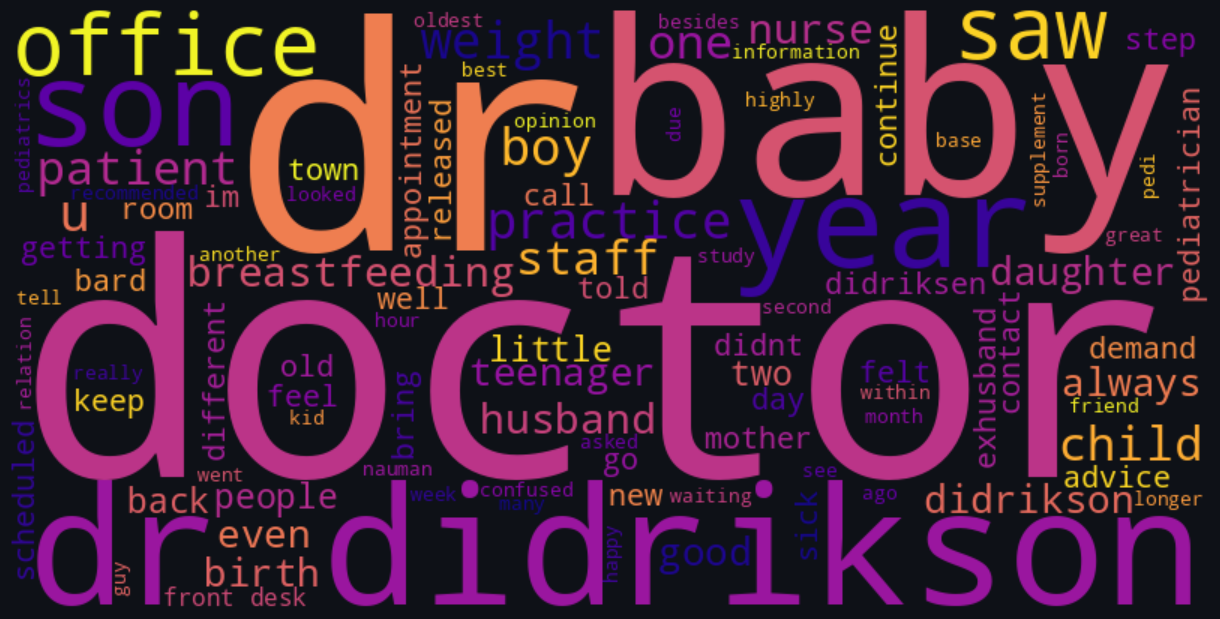 office
dr
baby
oldest
weight
besides
nurse
one
information
saw
step
continue
son
pediatrics
best
opinion
boy
appointment
released
highly
due
base
supplement
born
pedi
pediatrician
patient
recommended
town
looked
im
room
u
call
practice
year
great
getting
another
staff
study
bard
breastfeeding
told
didriksen
daughter
tell
well
hour
second
doctor
scheduled
relation
really
keep
different
old
feel
kid
bring
little
teenager
husband
asked
go
didnt
two
day
mother
felt
within
month
exhusband
contact
demand
always
friend
child
advice
went
nauman
see
back
people
week
confused
many
new
waiting
sick
ago
didrikson
longer
dr didrikson
even
guy
birth
front desk
happy
good